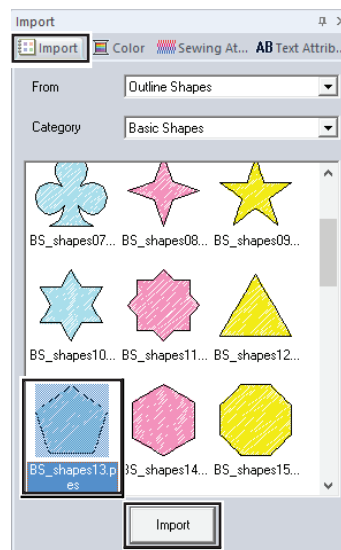 Import
Import Color Sewing At... AB Text Attrib..
From Outline Shapes
Category Basic Shapes
BS_shapes07... BS_shapes08... BS_shapes09...
BS_shapes10... BS_shapes11... BS_shapes12...
BS_shapes13.p BS_shapes14... BS_shapes15...
es
Import